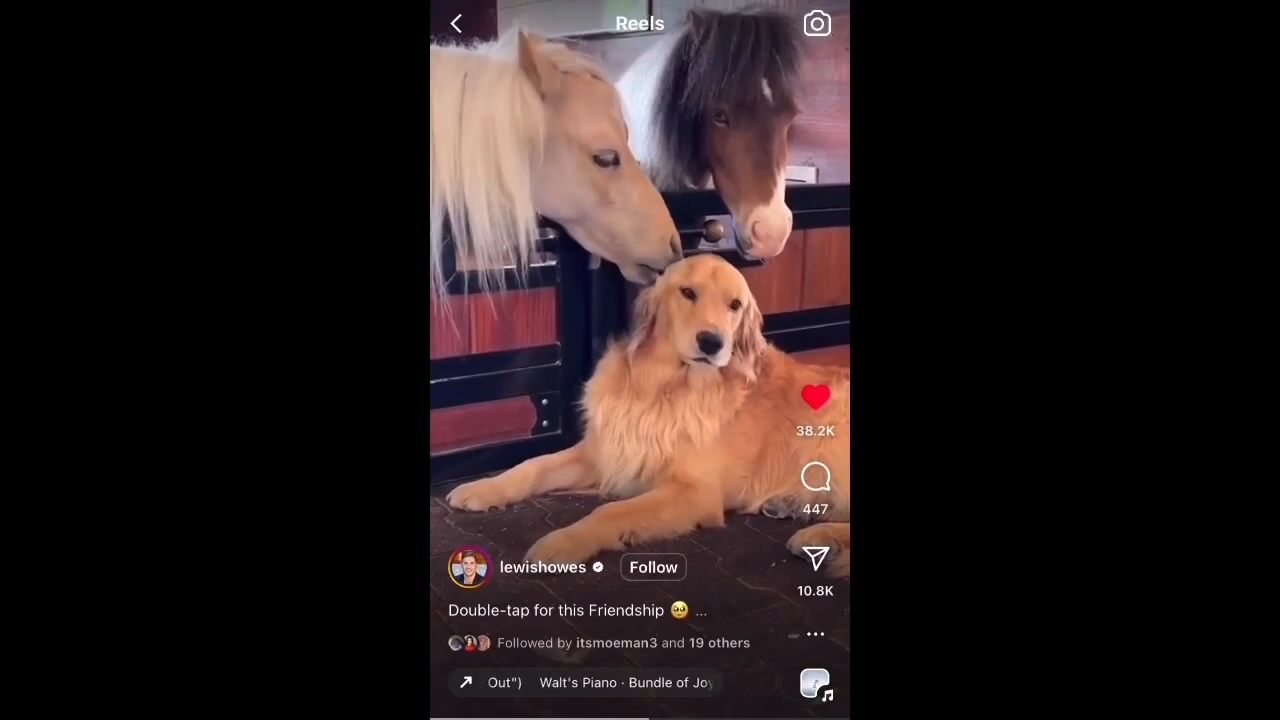 Reels
38.2K
447
lewishowes Follow
10.8K
Double-tap for this Friendship 🥹 ...
Followed by itsmoeman3 and 19 others
Out") Walt's Piano · Bundle of Joy